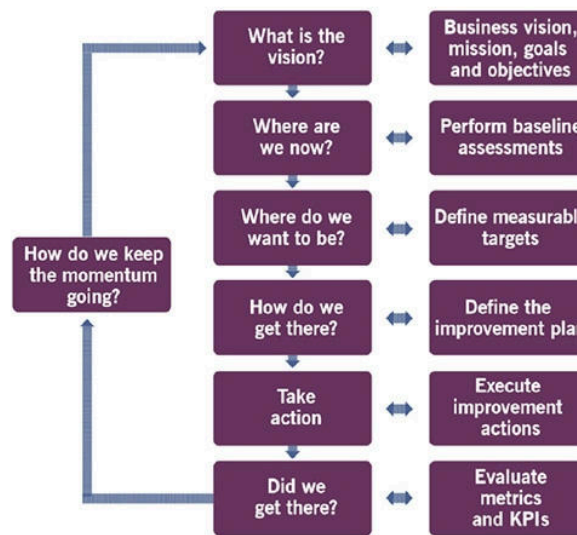 What is the
vision?
Business vision,
mission, goals
and objectives
Where are
we now?
Perform baseline
assessments
Where do we
want to be?
Define measurabl
targets
How do we keep
the momentum
going?
How do we
get there?
Define the
improvement pla
Take
action
Execute
improvement
actions
Did we
get there?
Evaluate
metrics
and KPIs